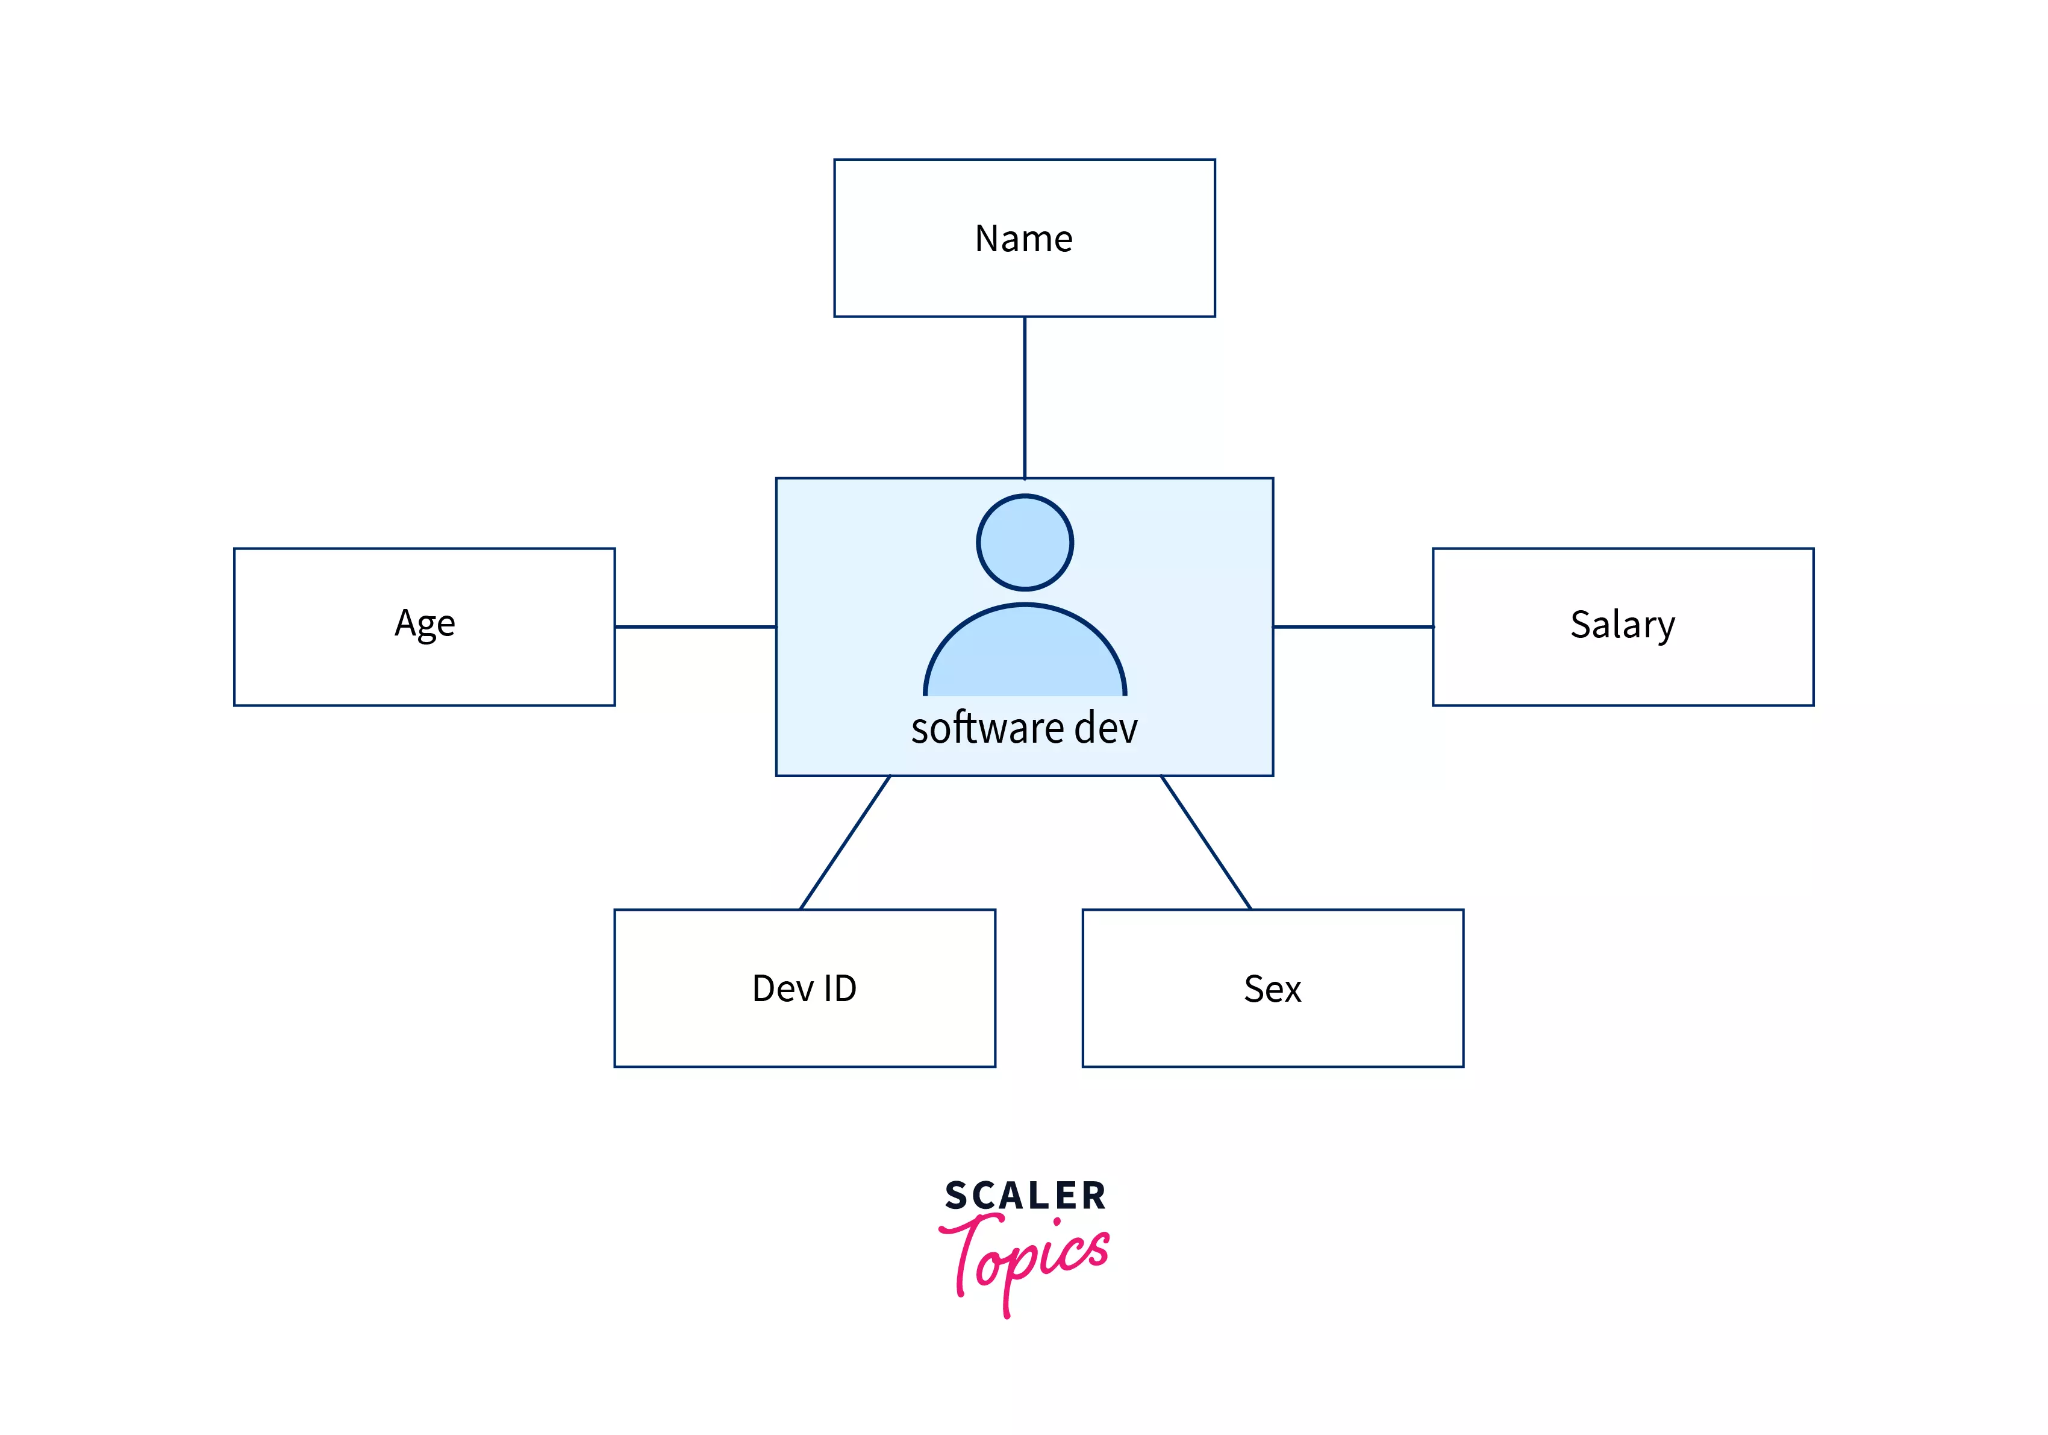 Name
Age
software dev
Salary
Dev ID
Sex
SCALER
Topics